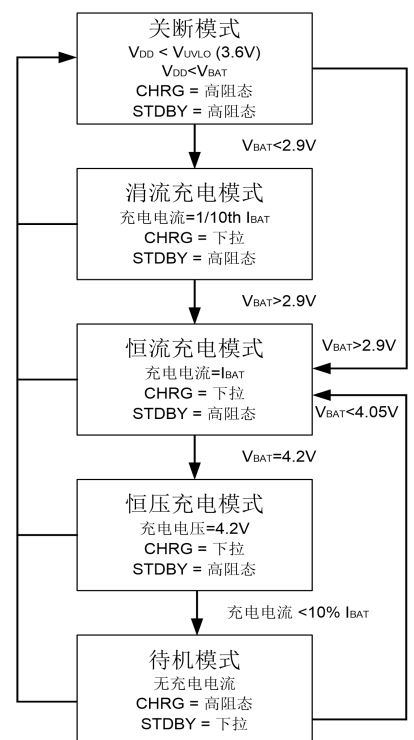 关断模式
VDD < VUVLO (3.6V)
VDD<VBAT
CHRG = 高阻态
STDBY = 高阻态
VBAT<2.9V
涓流充电模式
充电电流=1/10th IBAT
CHRG = 下拉
STDBY = 高阻态
VBAT>2.9V
恒流充电模式
充电电流=IBAT
CHRG = 下拉
STDBY = 高阻态
VBAT>2.9V
VBAT<4.05V
VBAT=4.2V
恒压充电模式
充电电压=4.2V
CHRG = 下拉
STDBY = 高阻态
充电电流 <10% IBAT
待机模式
无充电电流
CHRG = 高阻态
STDBY = 下拉